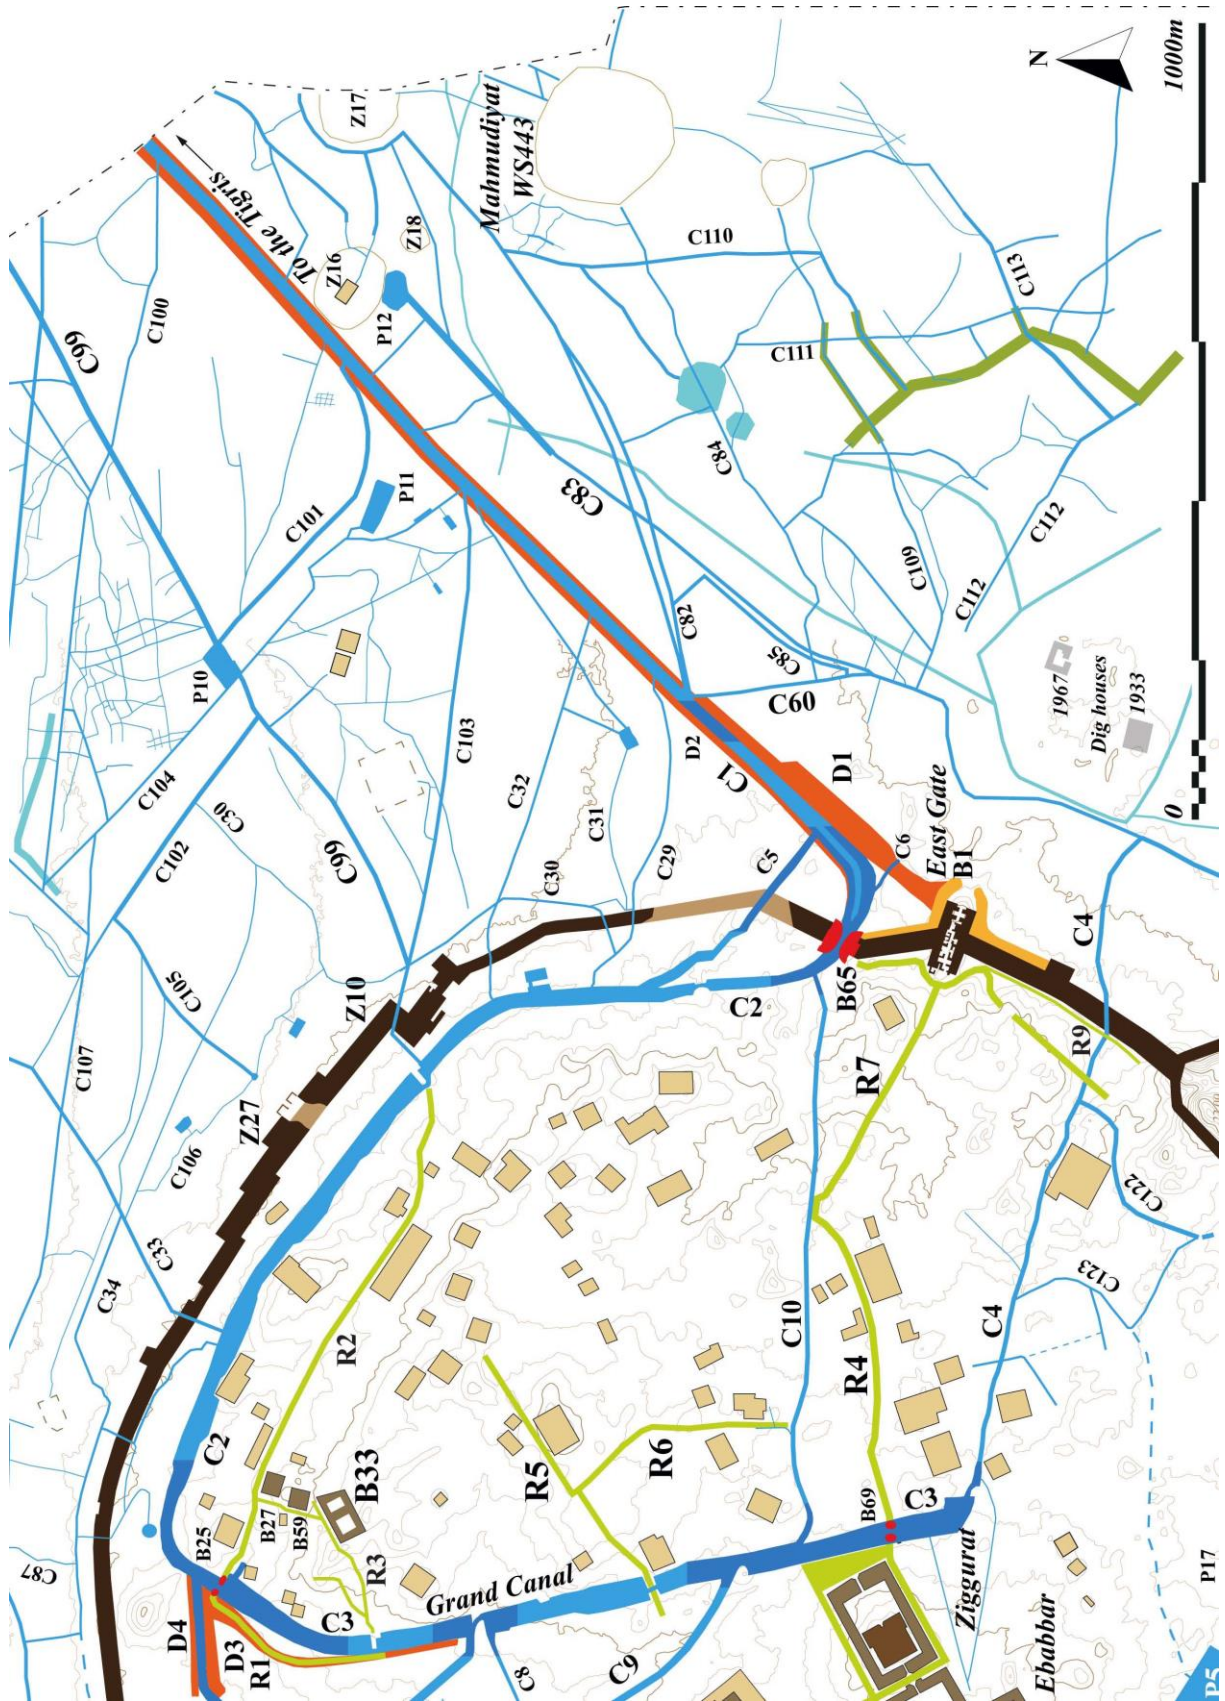 N
1000m
0
Z17
Mahmudiyat
WS443
To the Tigris
Z16
Z18
P12
C99
C100
C110
C113
C111
C101
P11
C84
C83
C112
C109
C112
P10
C82
C85
C60
1967
Dig houses
1933
C104
C103
C32
D2
C1
D1
C102
C30
C99
C31
C30
C29
C5
C6
East Gate
B1
C4
C105
Z10
C2
B65
C107
Z27
R7
R9
C106
C33
C34
C122
C123
R2
C10
R4
C4
C2
R5
R6
B33
B27
B59
B25
B69
C3
C87
R3
Grand Canal
Ziggurat
C3
D4
D3
R1
C8
C9
Ebabbar
P17
P5